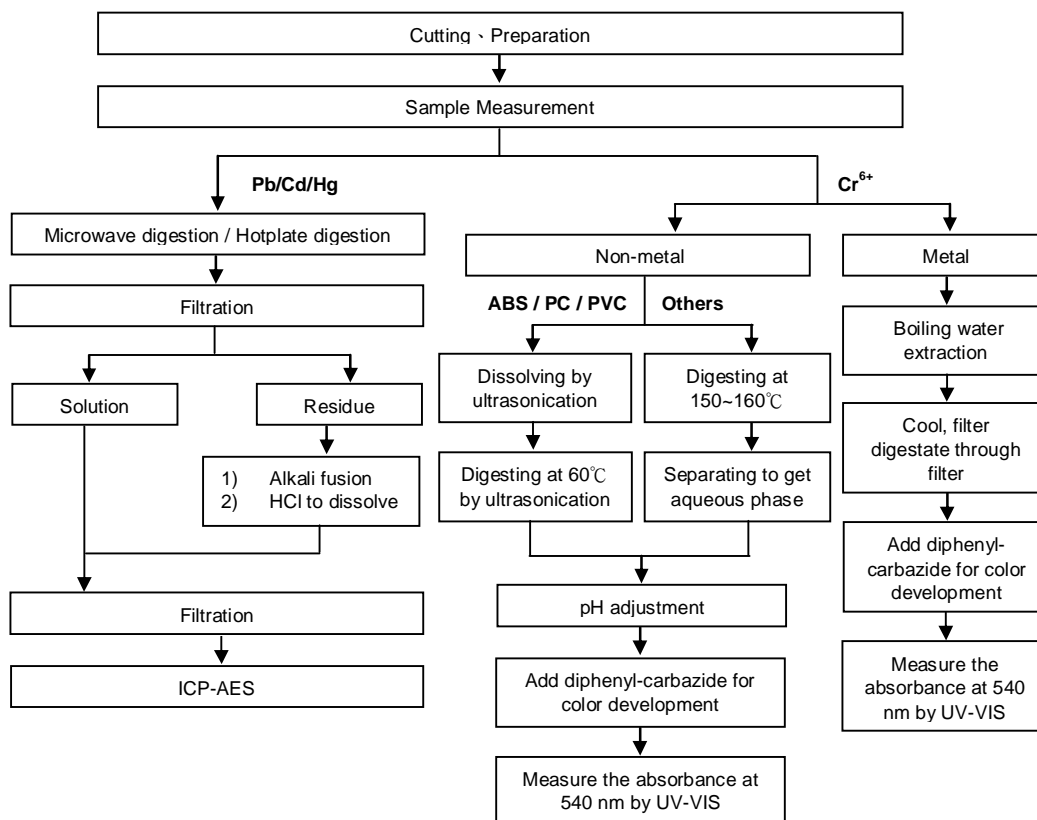 Cutting、Preparation
Sample Measurement
Pb/Cd/Hg
Cr6+
Microwave digestion / Hotplate digestion
Filtration
Solution
Residue
1) Alkali fusion
2) HCl to dissolve
Filtration
ICP-AES
Non-metal
ABS / PC / PVC
Others
Dissolving by
ultrasonication
Digesting at 60℃
by ultrasonication
Digesting at
150~160℃
Separating to get
aqueous phase
pH adjustment
Add diphenyl-carbazide for
color development
Measure the absorbance at
540 nm by UV-VIS
Metal
Boiling water
extraction
Cool, filter
digestate through
filter
Add diphenyl-
carbazide for color
development
Measure the
absorbance at 540
nm by UV-VIS